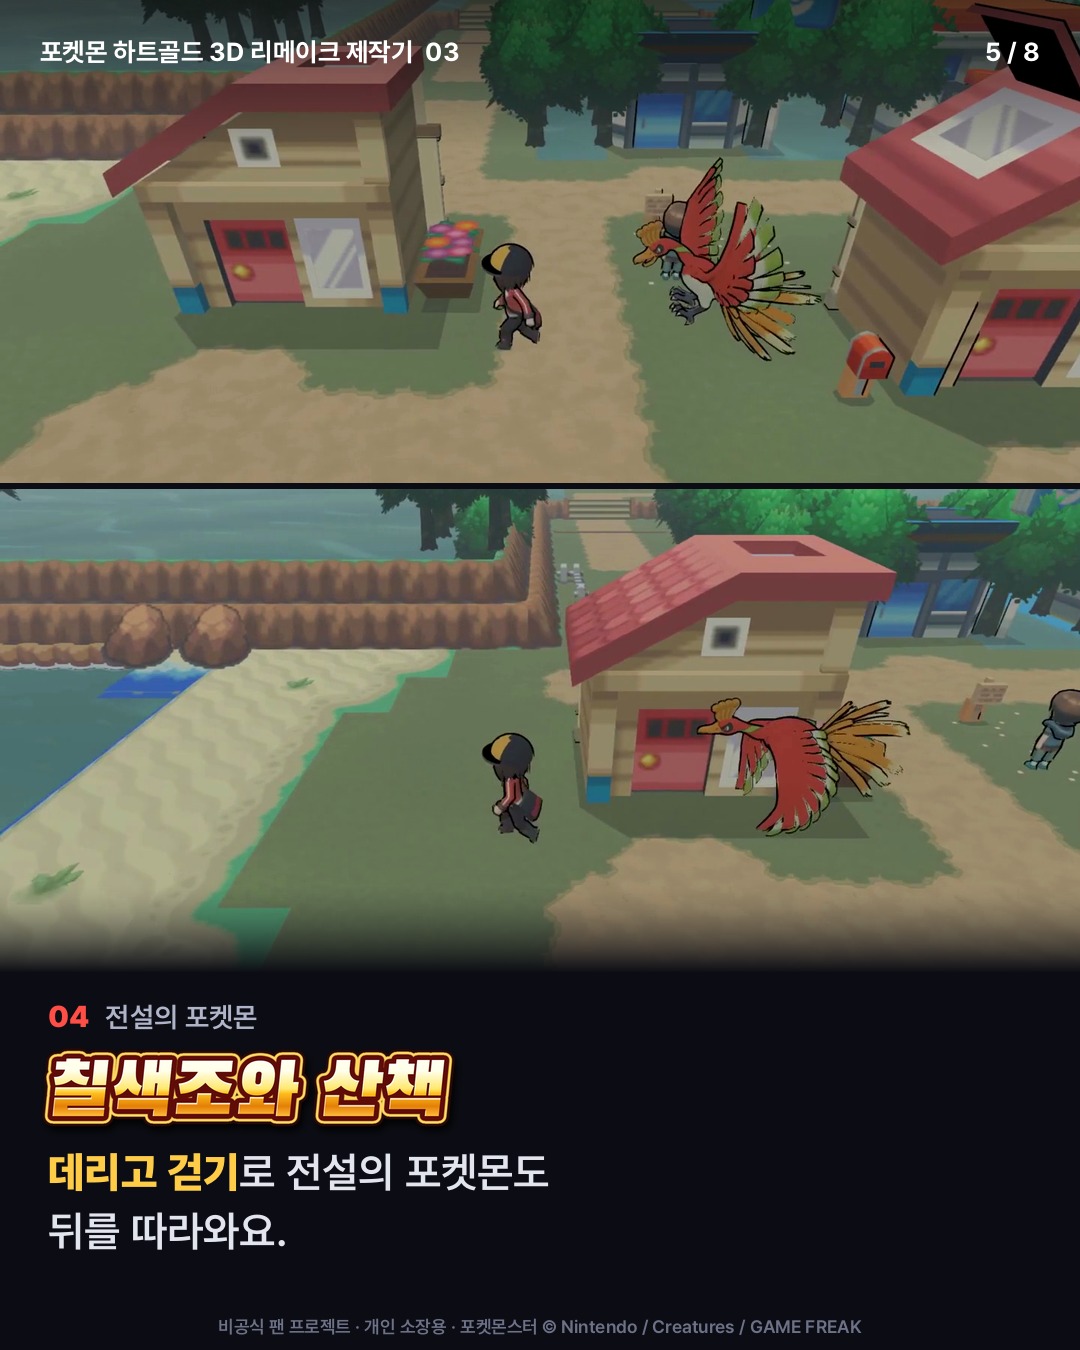 포켓몬 하트골드 3D 리메이크 제작기 03
5 / 8
04 전설의 포켓몬
칠색조와 산책
데리고 걷기로 전설의 포켓몬도
뒤를 따라와요.
비공식 팬 프로젝트 · 개인 소장용 · 포켓몬스터 © Nintendo / Creatures / GAME FREAK